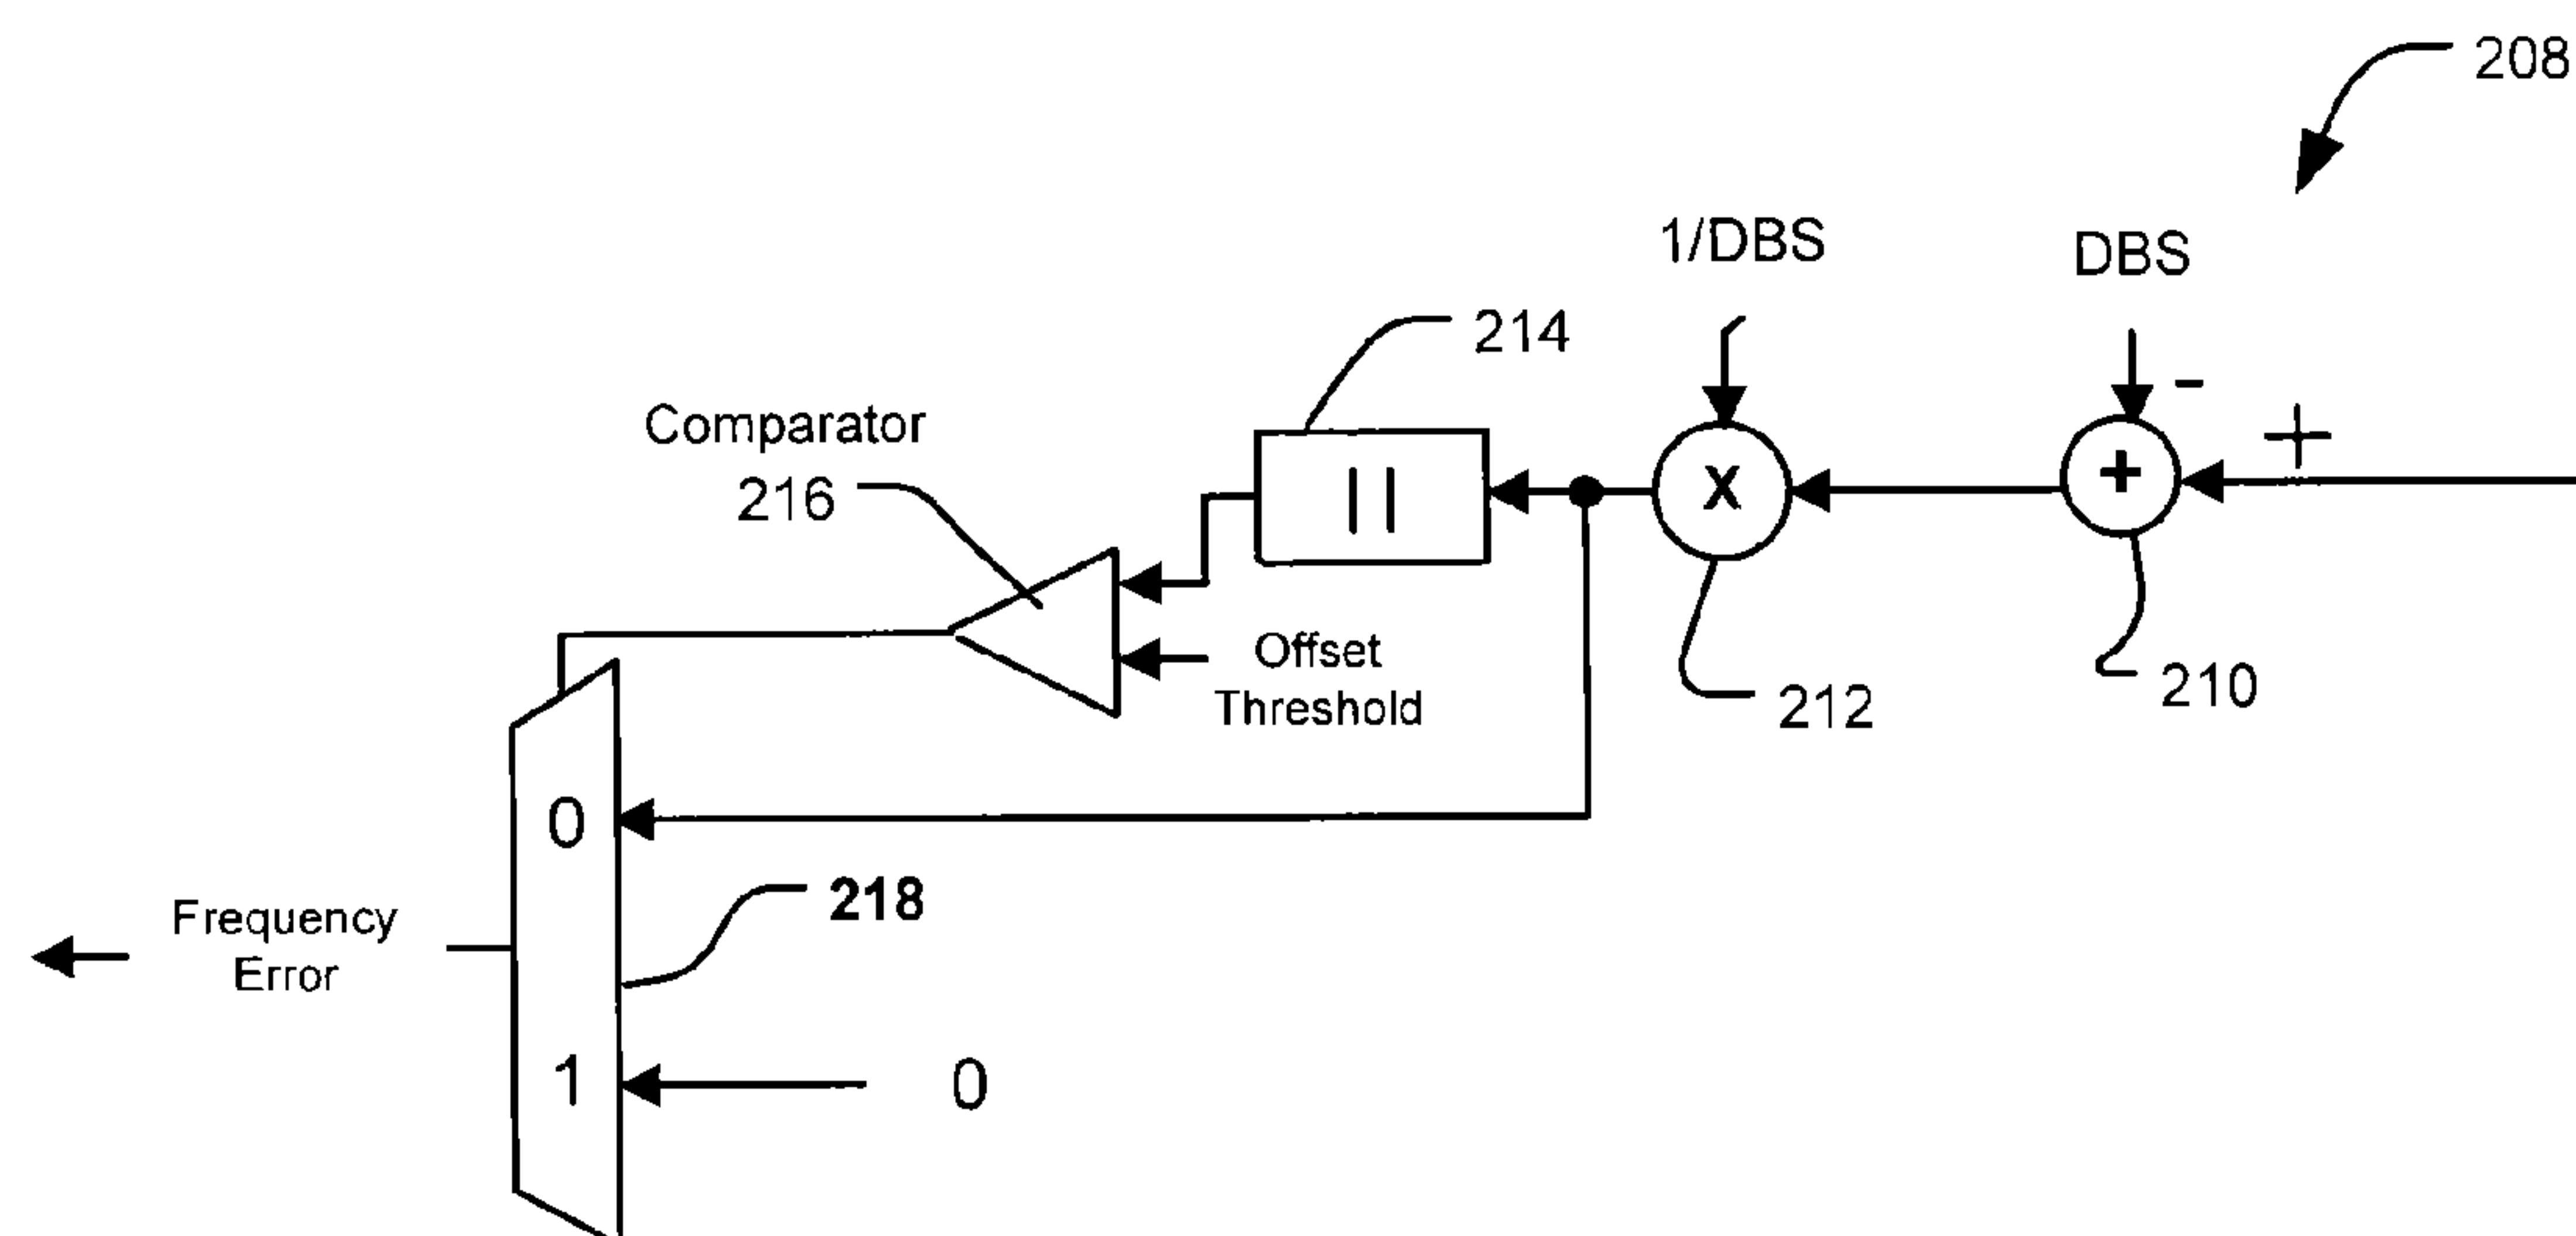 208
1/DBS
DBS
-
+
214
Comparator
216
||
X
+
Offset
Threshold
212
210
0
218
Frequency
Error
1
0